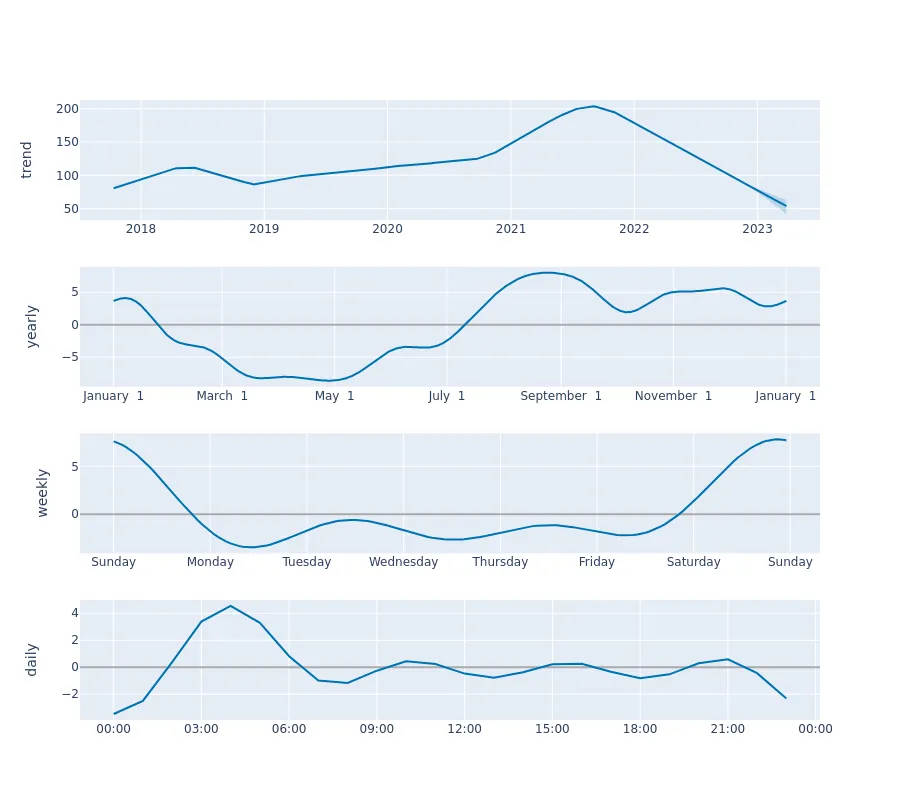 trend
200
150
100
50
2018 2019 2020 2021 2022 2023
yearly
5
0
−5
January 1 March 1 May 1 July 1 September 1 November 1 January 1
weekly
5
0
Sunday Monday Tuesday Wednesday Thursday Friday Saturday Sunday
daily
4
2
0
−2
00:00 03:00 06:00 09:00 12:00 15:00 18:00 21:00 00:00